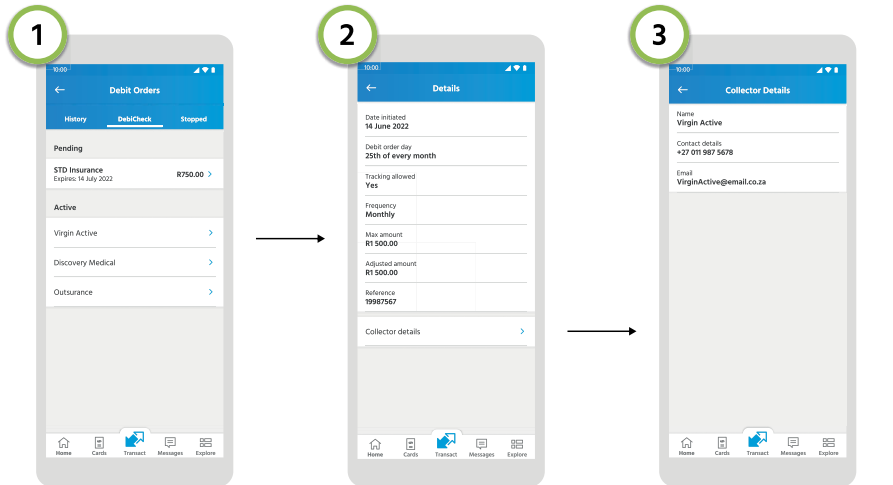 1
10:00
Debit Orders
History DebiCheck Stopped
Pending
STD Insurance
Expires: 14 July 2022
R750.00
Active
Virgin Active
Discovery Medical
Outsurance
Home Cards Transact Messages Explore
2
10:00
Details
Date initiated
14 June 2022
Debit order day
25th of every month
Tracking allowed
Yes
Frequency
Monthly
Max amount
R1 500.00
Adjusted amount
R1 500.00
Reference
19987567
Collector details
Home Cards Transact Messages Explore
3
10:00
Collector Details
Name
Virgin Active
Contact details
+27 011 987 5678
Email
VirginActive@email.co.za
Home Cards Transact Messages Explore